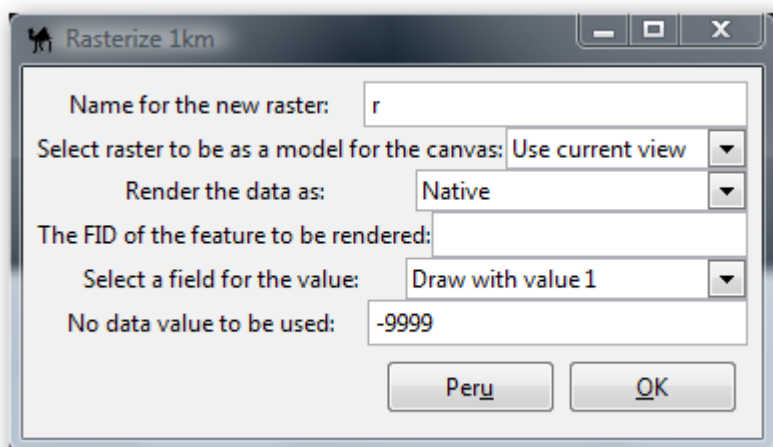 Rasterize 1km
Name for the new raster: r
Select raster to be as a model for the canvas: Use current view
Render the data as: Native
The FID of the feature to be rendered:
Select a field for the value: Draw with value 1
No data value to be used: -9999
Peru OK